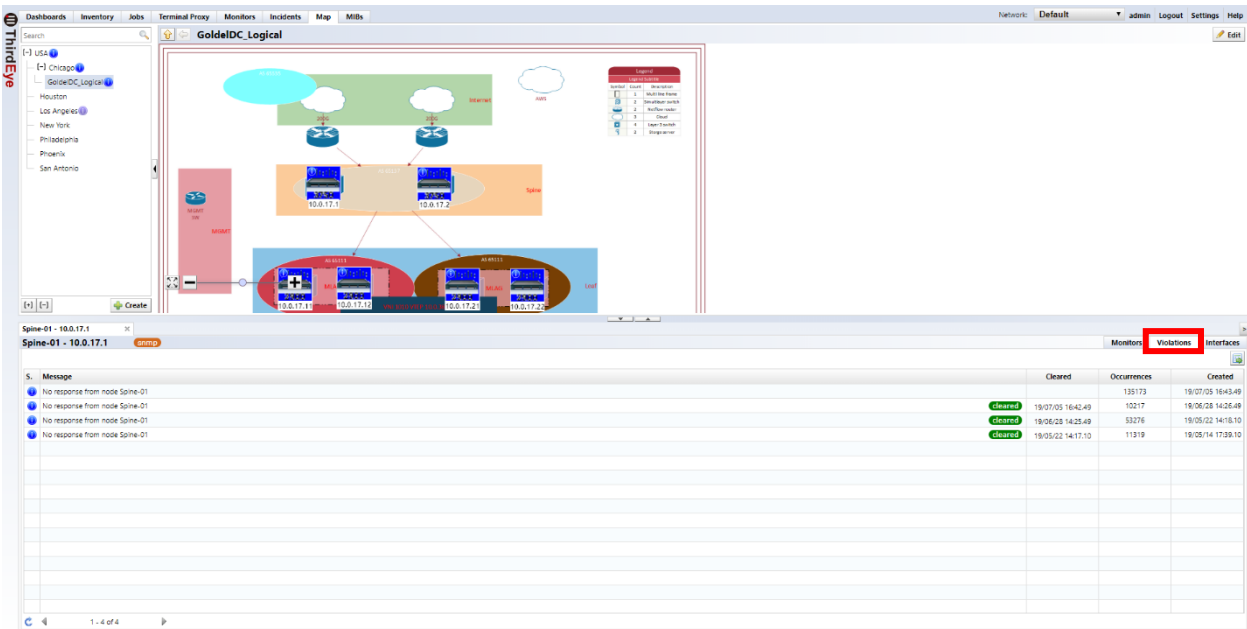 Dashboards Inventory Jobs Terminal Proxy Monitors Incidents Map MIBs Network: Default admin Logout Settings Help
ThirdEye
Search
GoldelDC_Logical
Edit
[-] USA
[-] Chicago
GoldelDC_Logical
Houston
Los Angeles
New York
Philadelphia
Phoenix
San Antonio
[+] [-] Create
Internet
AWS
Legend
Symbol Count Description
Cloud
Spine
10.0.17.1
10.0.17.2
MGMT
Leaf
10.0.17.11
10.0.17.12
10.0.17.21
10.0.17.22
Spine-01 - 10.0.17.1 ×
Spine-01 - 10.0.17.1 snmp Monitors Violations Interfaces
S. Message Cleared Occurrences Created
No response from node Spine-01 135173 19/07/05 16:43.49
No response from node Spine-01 cleared 19/07/05 16:42.49 10217 19/06/28 14:26.49
No response from node Spine-01 cleared 19/06/28 14:25.49 53276 19/05/22 14:18.10
No response from node Spine-01 cleared 19/05/22 14:17.10 11319 19/05/14 17:39.10
1 - 4 of 4